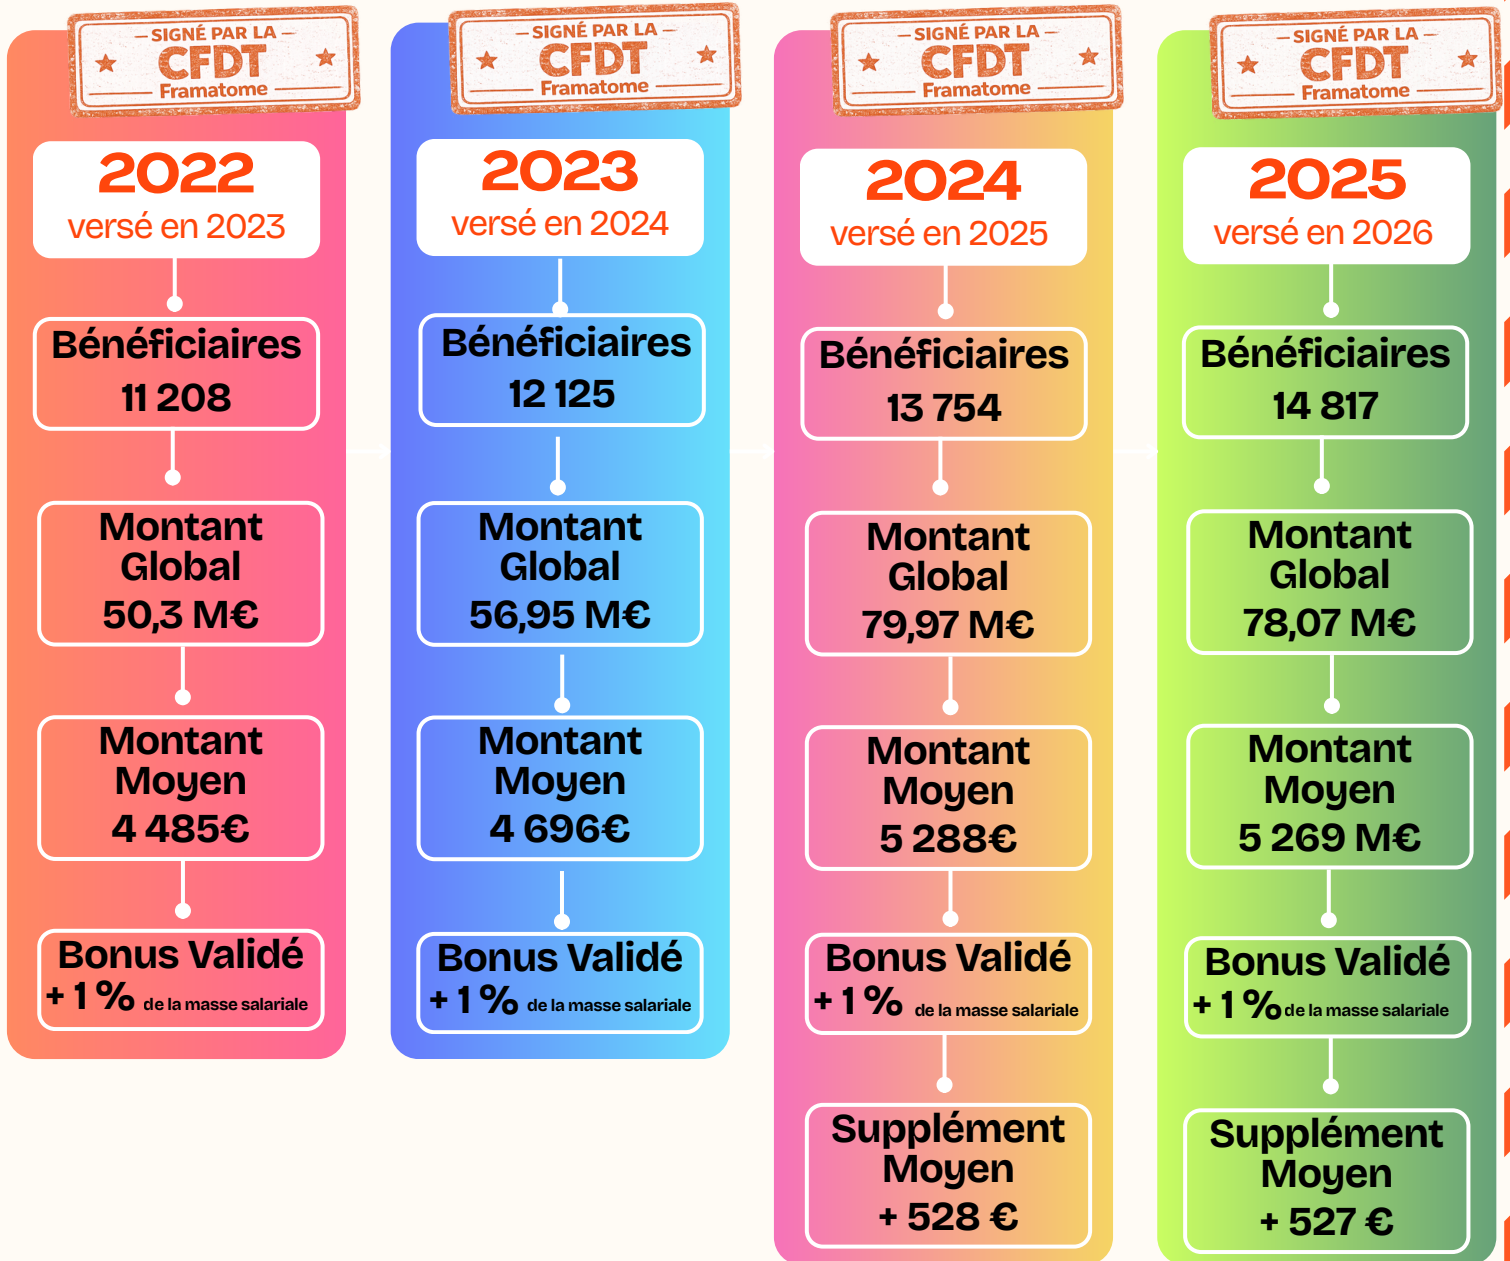 – SIGNÉ PAR LA –
CFDT
Framatome
2022
versé en 2023
Bénéficiaires
11 208
Montant
Global
50,3 M€
Montant
Moyen
4 485€
Bonus Validé
+ 1 % de la masse salariale
– SIGNÉ PAR LA –
CFDT
Framatome
2023
versé en 2024
Bénéficiaires
12 125
Montant
Global
56,95 M€
Montant
Moyen
4 696€
Bonus Validé
+ 1 % de la masse salariale
– SIGNÉ PAR LA –
CFDT
Framatome
2024
versé en 2025
Bénéficiaires
13 754
Montant
Global
79,97 M€
Montant
Moyen
5 288€
Bonus Validé
+ 1 % de la masse salariale
Supplément
Moyen
+ 528 €
– SIGNÉ PAR LA –
CFDT
Framatome
2025
versé en 2026
Bénéficiaires
14 817
Montant
Global
78,07 M€
Montant
Moyen
5 269 M€
Bonus Validé
+ 1 % de la masse salariale
Supplément
Moyen
+ 527 €